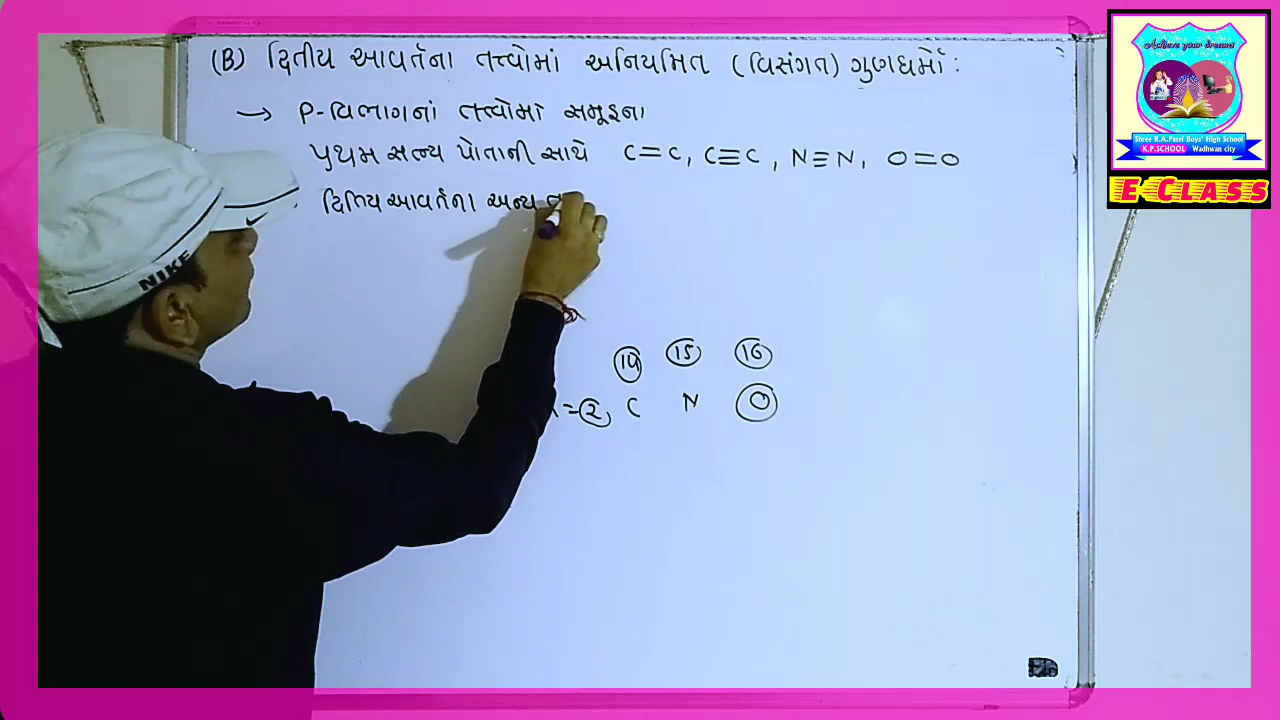 (B) દ્વિતીય આવર્તના તત્ત્વોમાં અનિયમિત (વિસંગત) ગુણધર્મો :
→ P-વિભાગનાં તત્ત્વોમાં સમૂહના
પ્રથમ સભ્ય પોતાની સાથે C=C, C≡C, N≡N, O=O
દ્વિતિય આવર્તના અન્ય ત
14 15 16
=2 C N O
Achieve your dreams
Shree R.A.Patel Boys' High School
K.P.SCHOOL Wadhwan city
E CLASS
NIKE